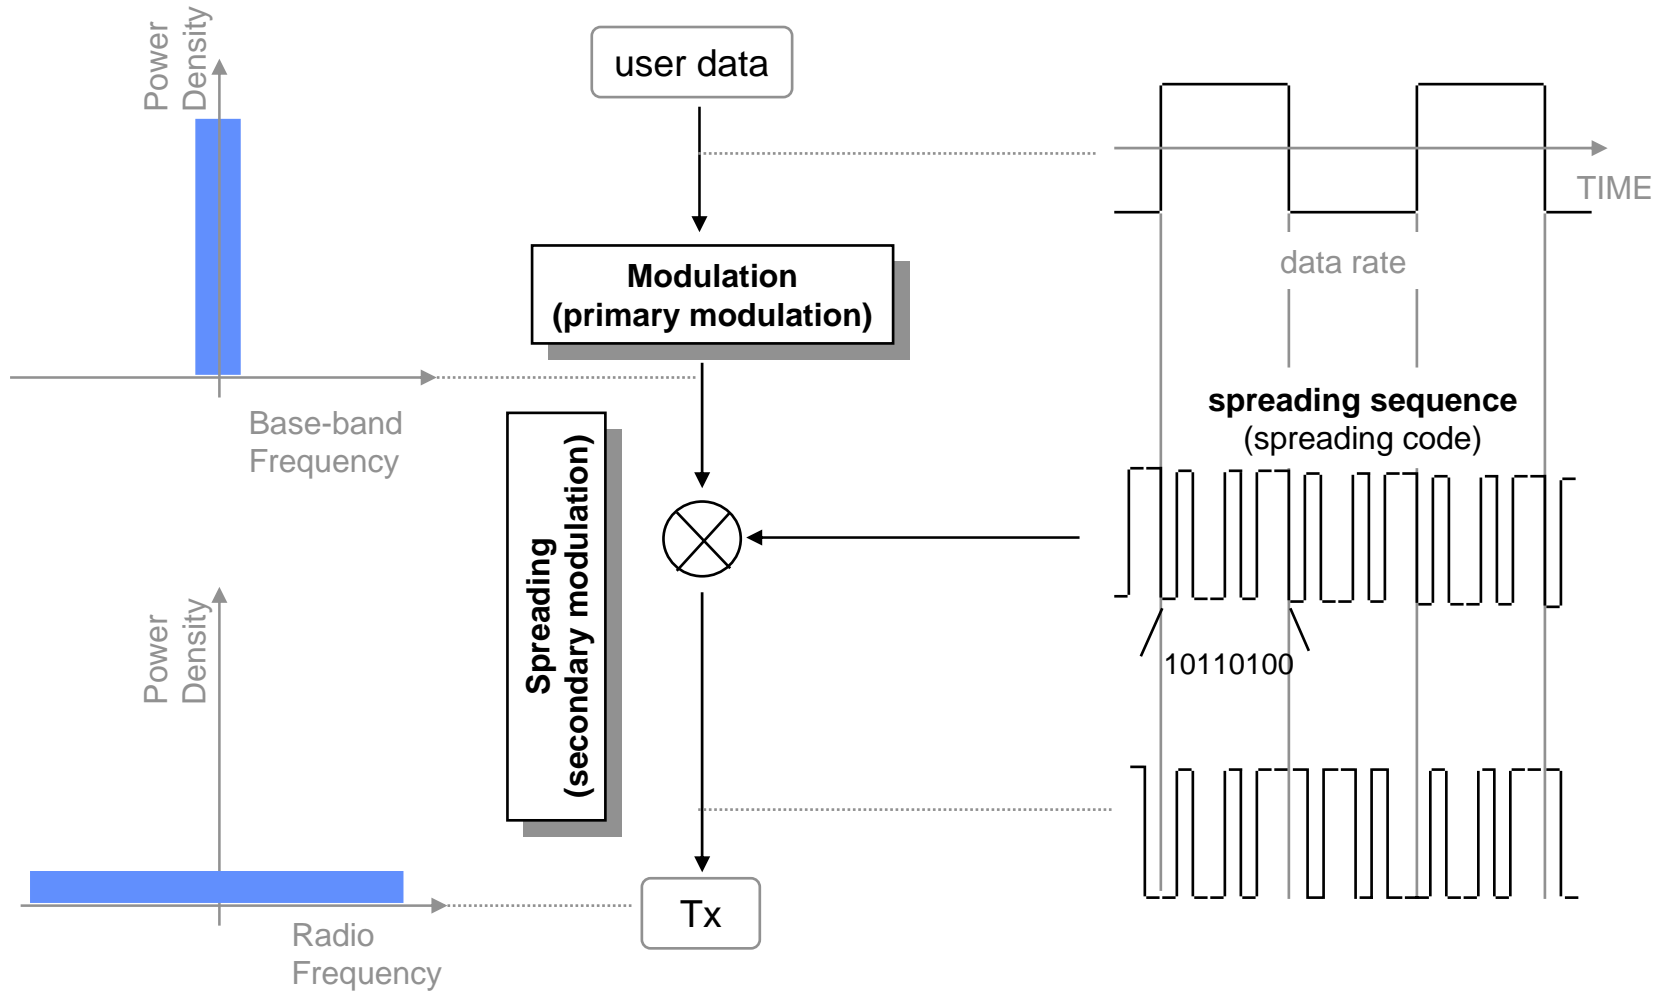 Power
Density
user data
TIME
data rate
Modulation
(primary modulation)
Base-band
Frequency
spreading sequence
(spreading code)
Spreading
(secondary modulation)
10110100
Power
Density
Tx
Radio
Frequency